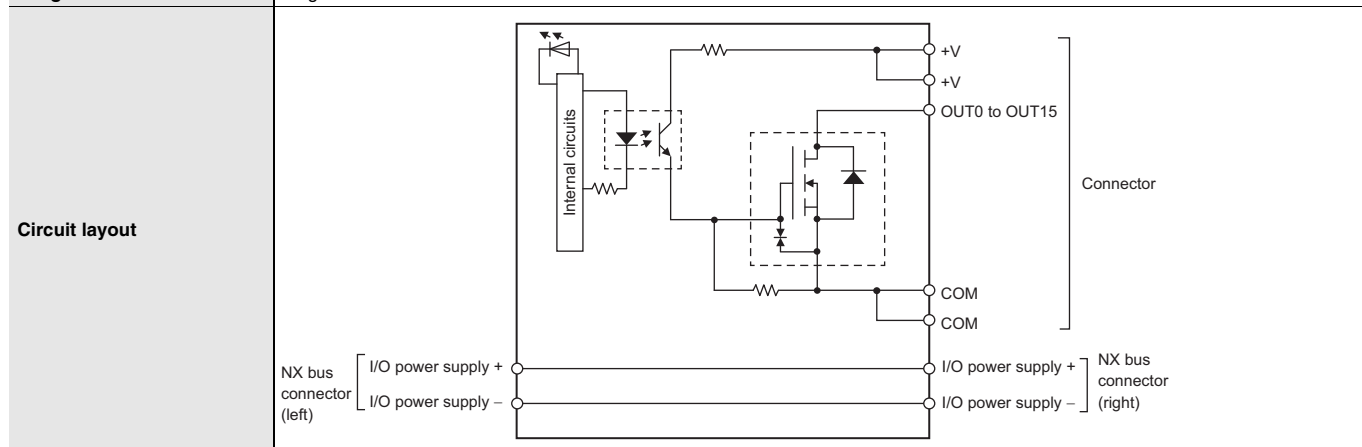 Circuit layout
Internal circuits
+V
+V
OUT0 to OUT15
Connector
COM
COM
NX bus
connector
(left)
I/O power supply +
I/O power supply −
I/O power supply +
I/O power supply −
NX bus
connector
(right)